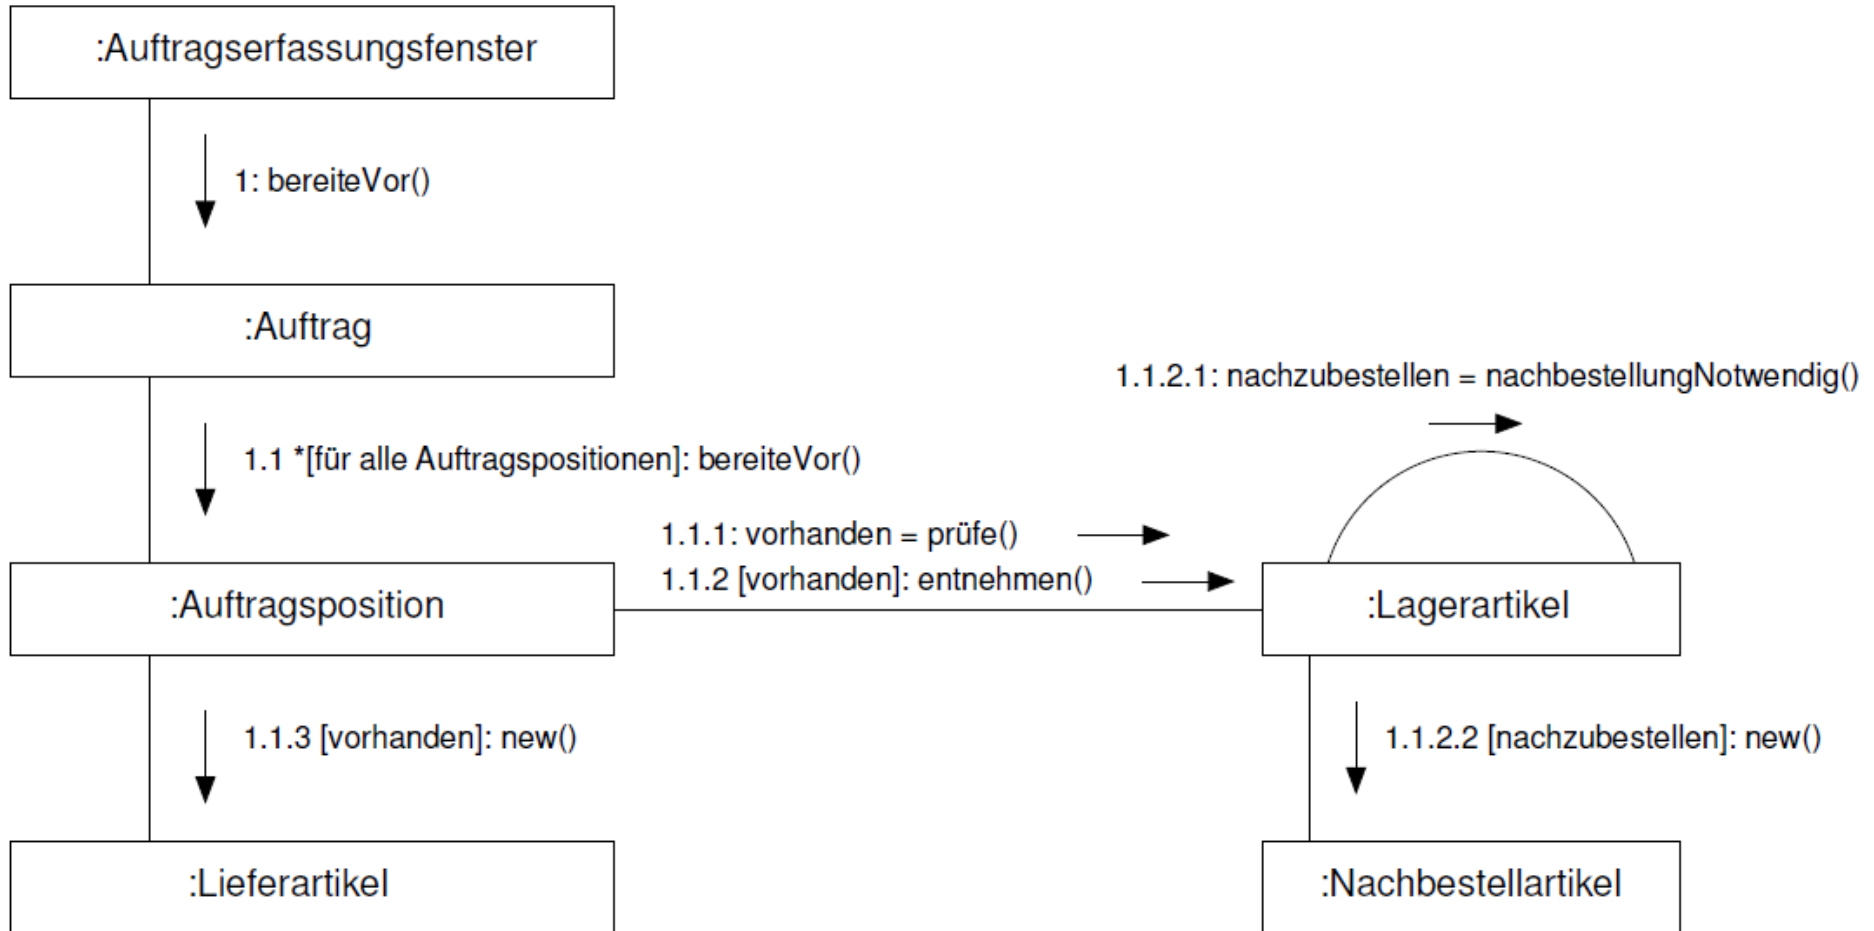 :Auftragserfassungsfenster
1: bereiteVor()
:Auftrag
1.1.2.1: nachzubestellen = nachbestellungNotwendig()
1.1 *[für alle Auftragspositionen]: bereiteVor()
1.1.1: vorhanden = prüfe()
1.1.2 [vorhanden]: entnehmen()
:Auftragsposition
:Lagerartikel
1.1.3 [vorhanden]: new()
1.1.2.2 [nachzubestellen]: new()
:Lieferartikel
:Nachbestellartikel